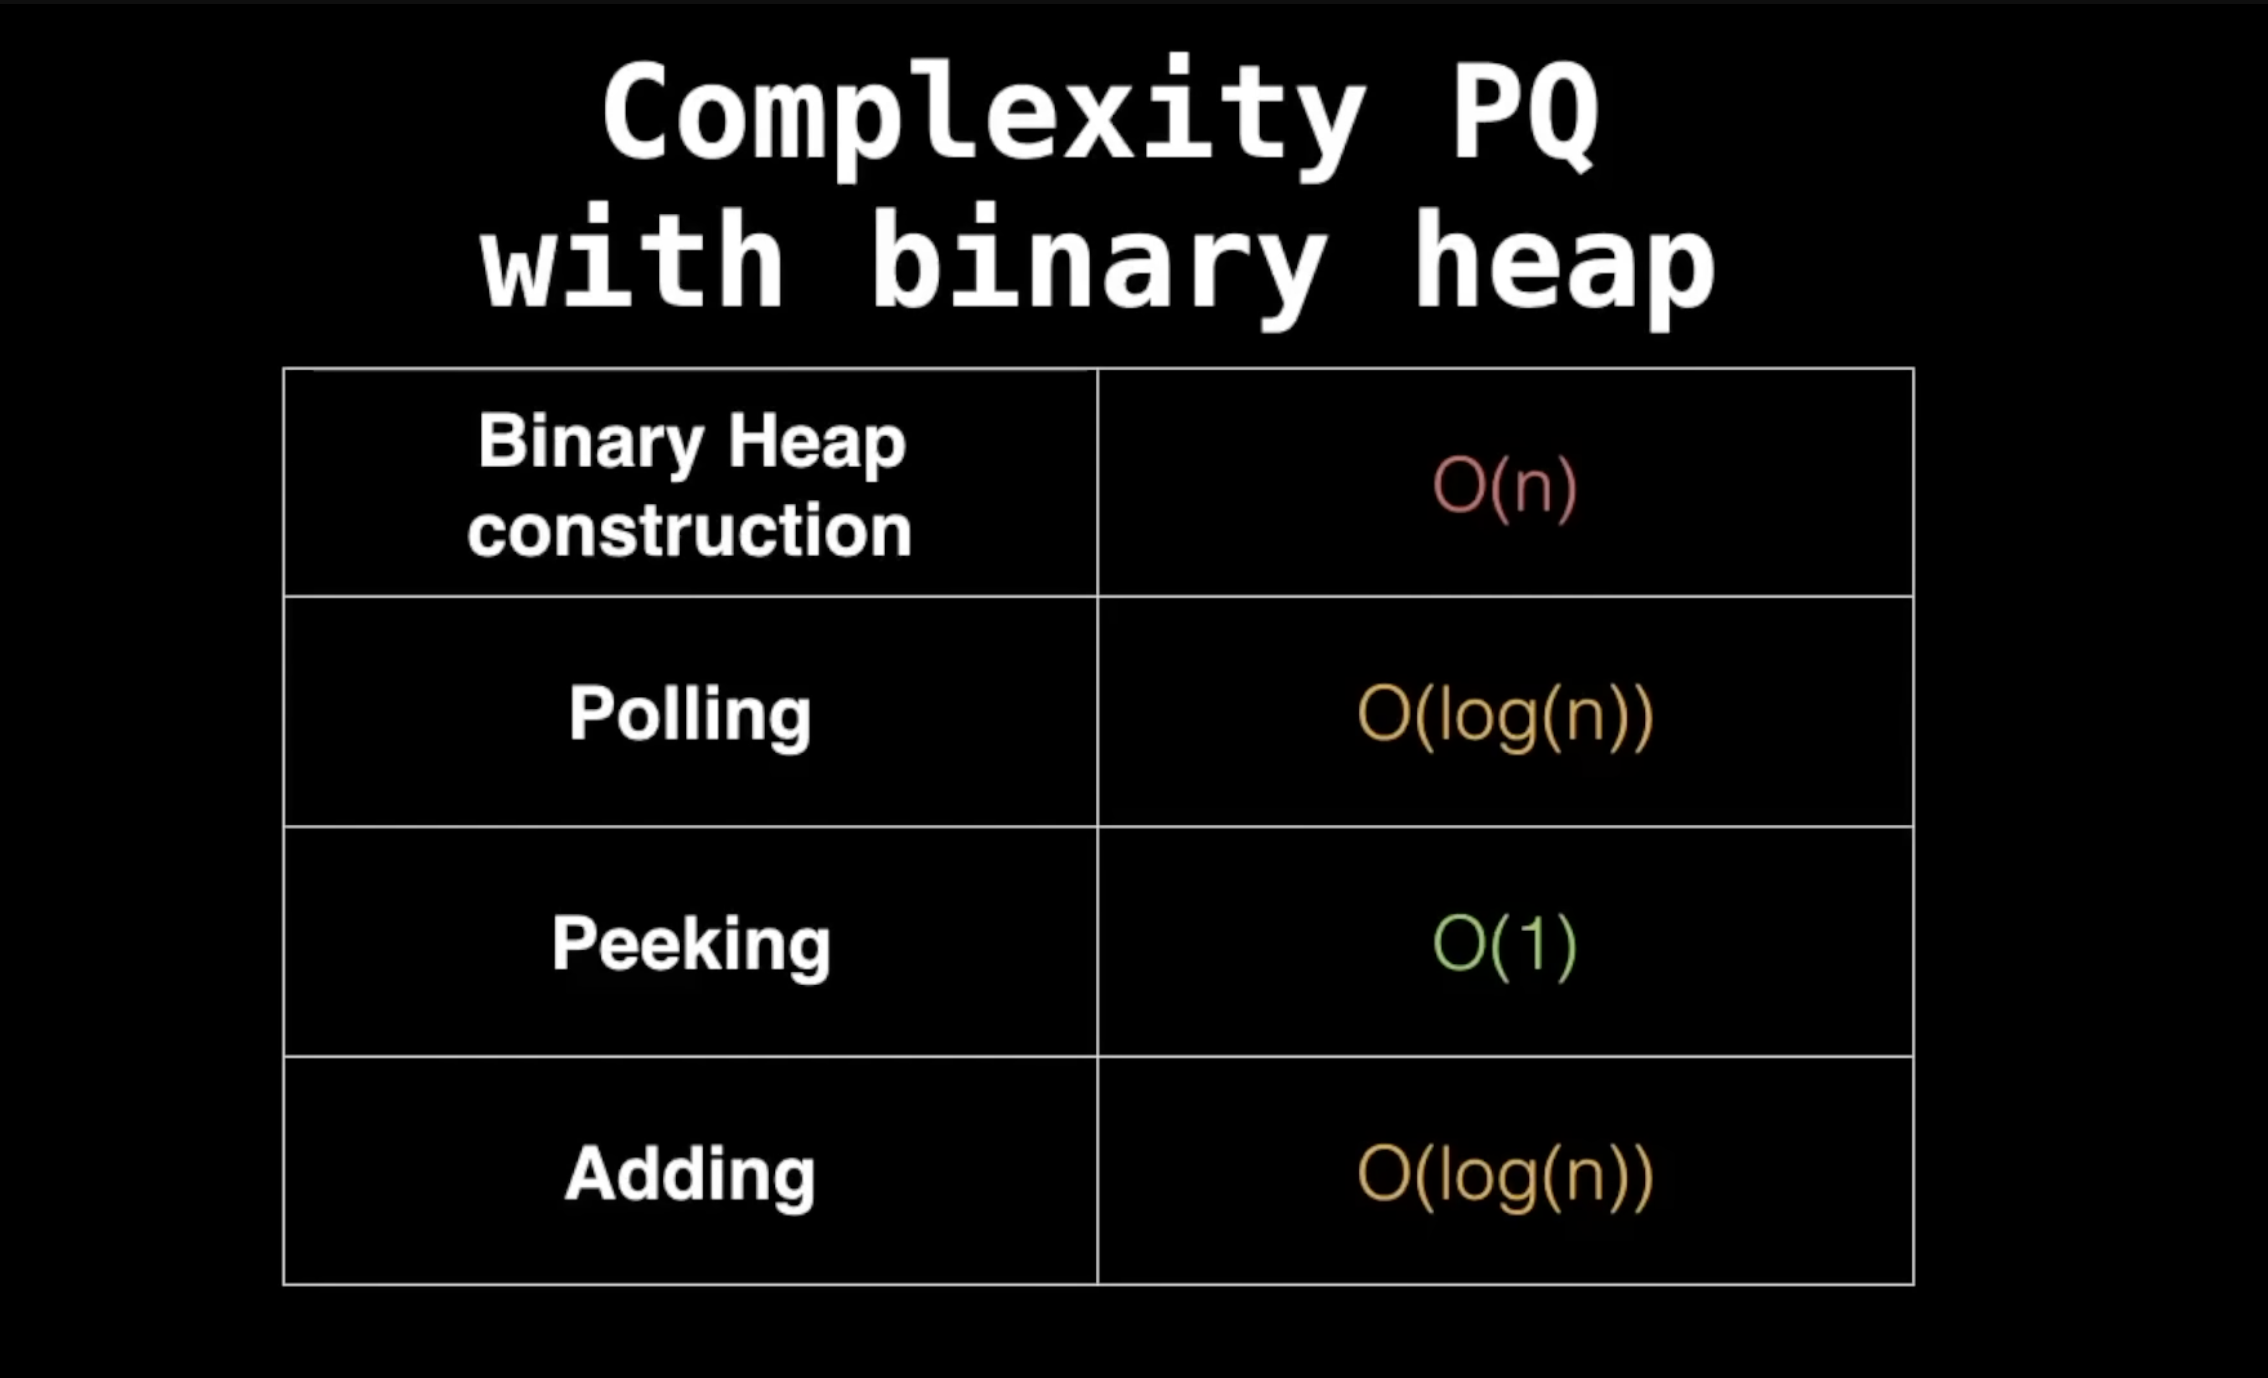 Complexity PQ
with binary heap
Binary Heap
construction
O(n)
Polling
O(log(n))
Peeking
O(1)
Adding
O(log(n))